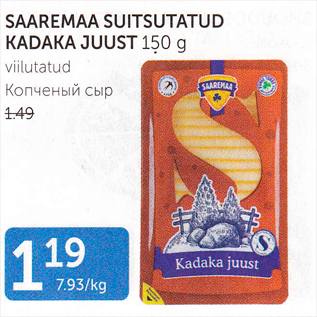 SAAREMAA SUITSUTATUD
KADAKA JUUST 150 g
viilutatud
Копченый сыр
1.49
1 19
7.93/kg
SAAREMAA
S
Kadaka juust